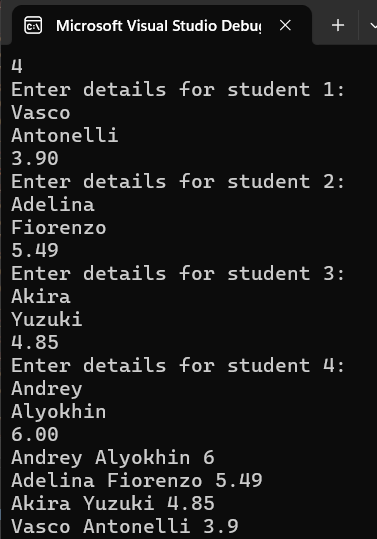 Microsoft Visual Studio Debu
4
Enter details for student 1:
Vasco
Antonelli
3.90
Enter details for student 2:
Adelina
Fiorenzo
5.49
Enter details for student 3:
Akira
Yuzuki
4.85
Enter details for student 4:
Andrey
Alyokhin
6.00
Andrey Alyokhin 6
Adelina Fiorenzo 5.49
Akira Yuzuki 4.85
Vasco Antonelli 3.9